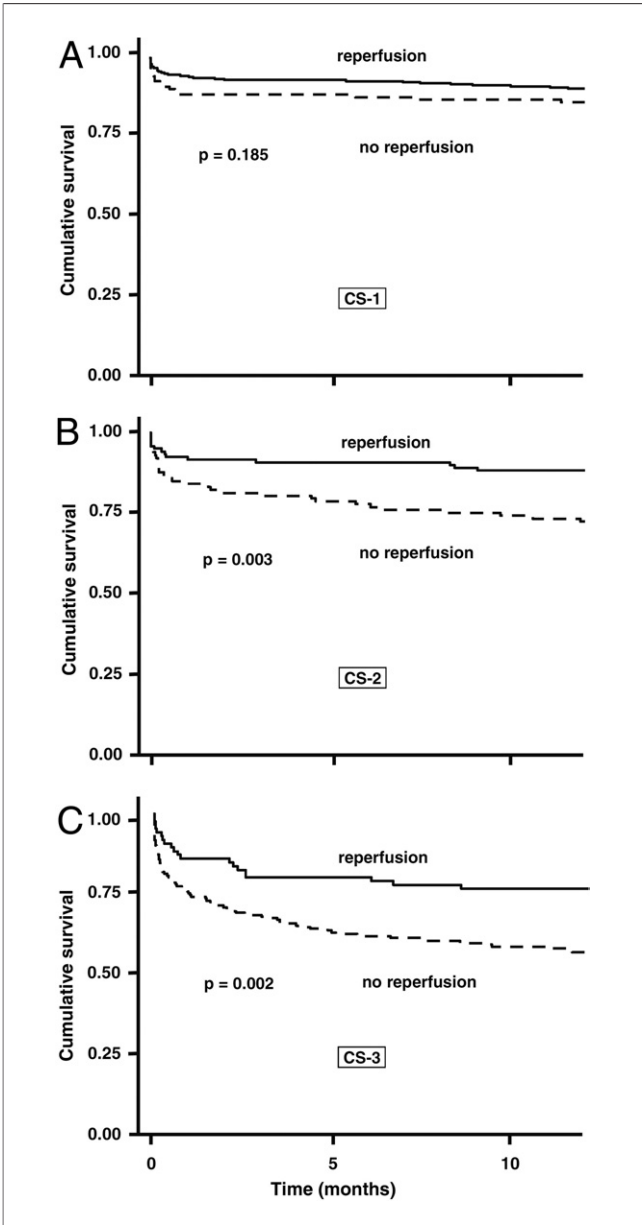 A
1.00
reperfusion
0.75
p = 0.185
no reperfusion
0.50
0.25
CS-1
0.00
Cumulative survival
B
1.00
reperfusion
0.75
p = 0.003
no reperfusion
0.50
0.25
CS-2
0.00
Cumulative survival
C
1.00
reperfusion
0.75
p = 0.002
no reperfusion
0.50
0.25
CS-3
0.00
Cumulative survival
0 5 10
Time (months)